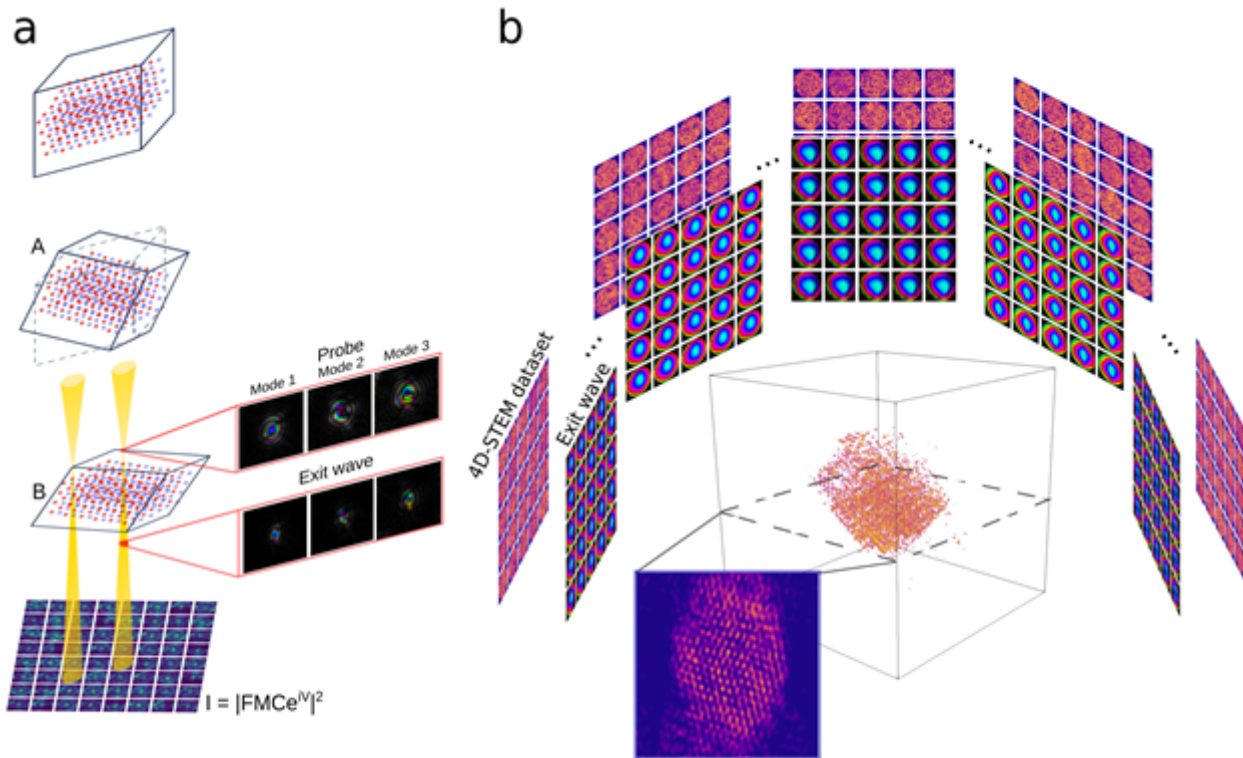 a
b
A
Probe
Mode 1
Mode 2
Mode 3
B
Exit wave
I = |FMCe^{iV}|²
4D-STEM dataset
Exit wave
...
...
...
...